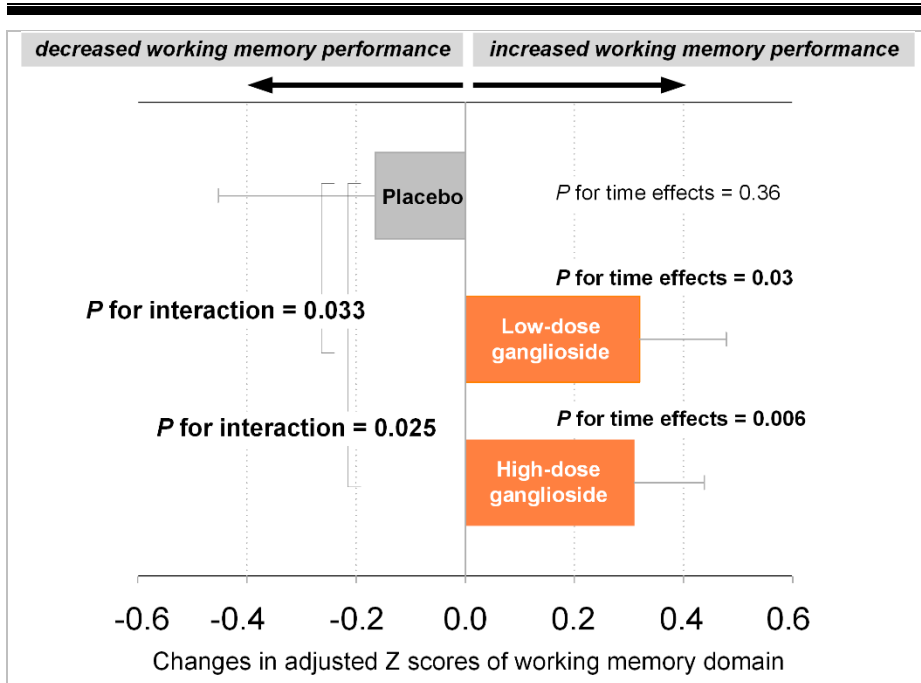 decreased working memory performance
increased working memory performance
Placebo
P for time effects = 0.36
P for time effects = 0.03
P for interaction = 0.033
Low-dose
ganglioside
P for time effects = 0.006
P for interaction = 0.025
High-dose
ganglioside
-0.6 -0.4 -0.2 0.0 0.2 0.4 0.6
Changes in adjusted Z scores of working memory domain